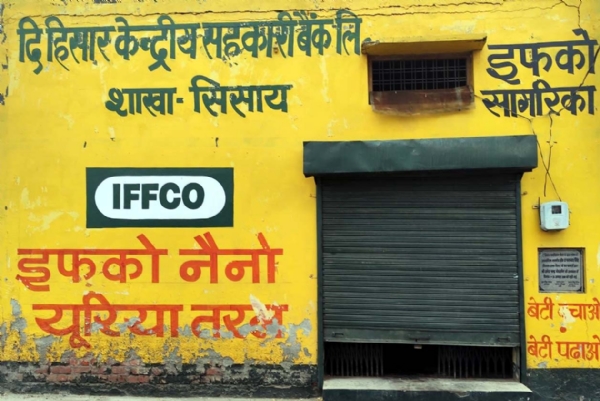 दि हिसार केन्द्रीय सहकारी बैंक लि.
शाखा- सिसाय
इफको
सागरिका
IFFCO
इफको नैनो
यूरिया तरल
बेटी बचाओ
बेटी पढाओ